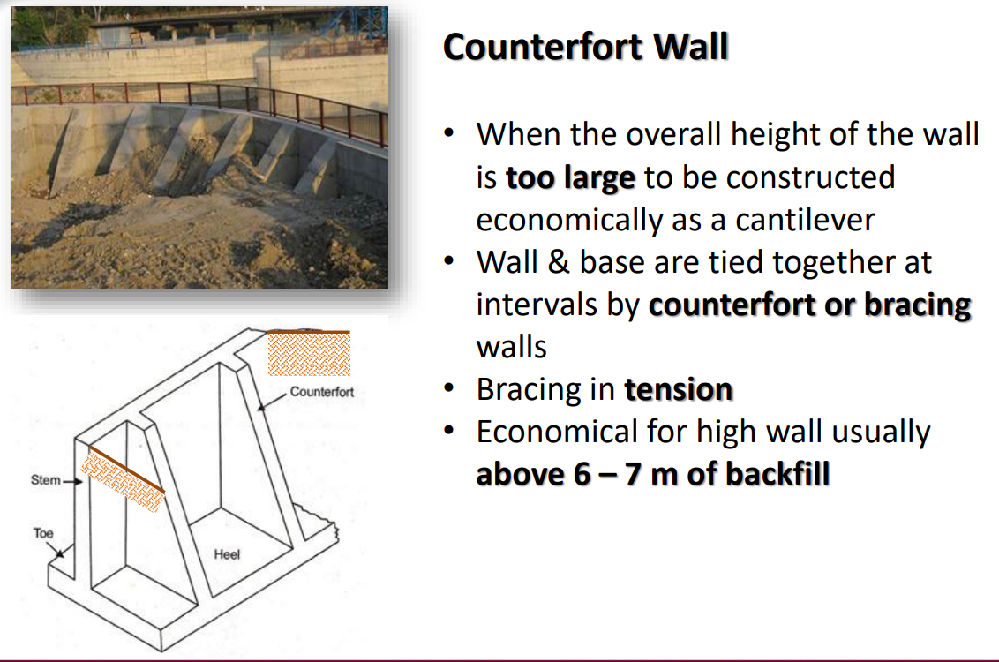 Counterfort Wall
• When the overall height of the wall
is too large to be constructed
economically as a cantilever
• Wall & base are tied together at
intervals by counterfort or bracing
walls
• Bracing in tension
• Economical for high wall usually
above 6 – 7 m of backfill
Counterfort
Stem
Toe
Heel